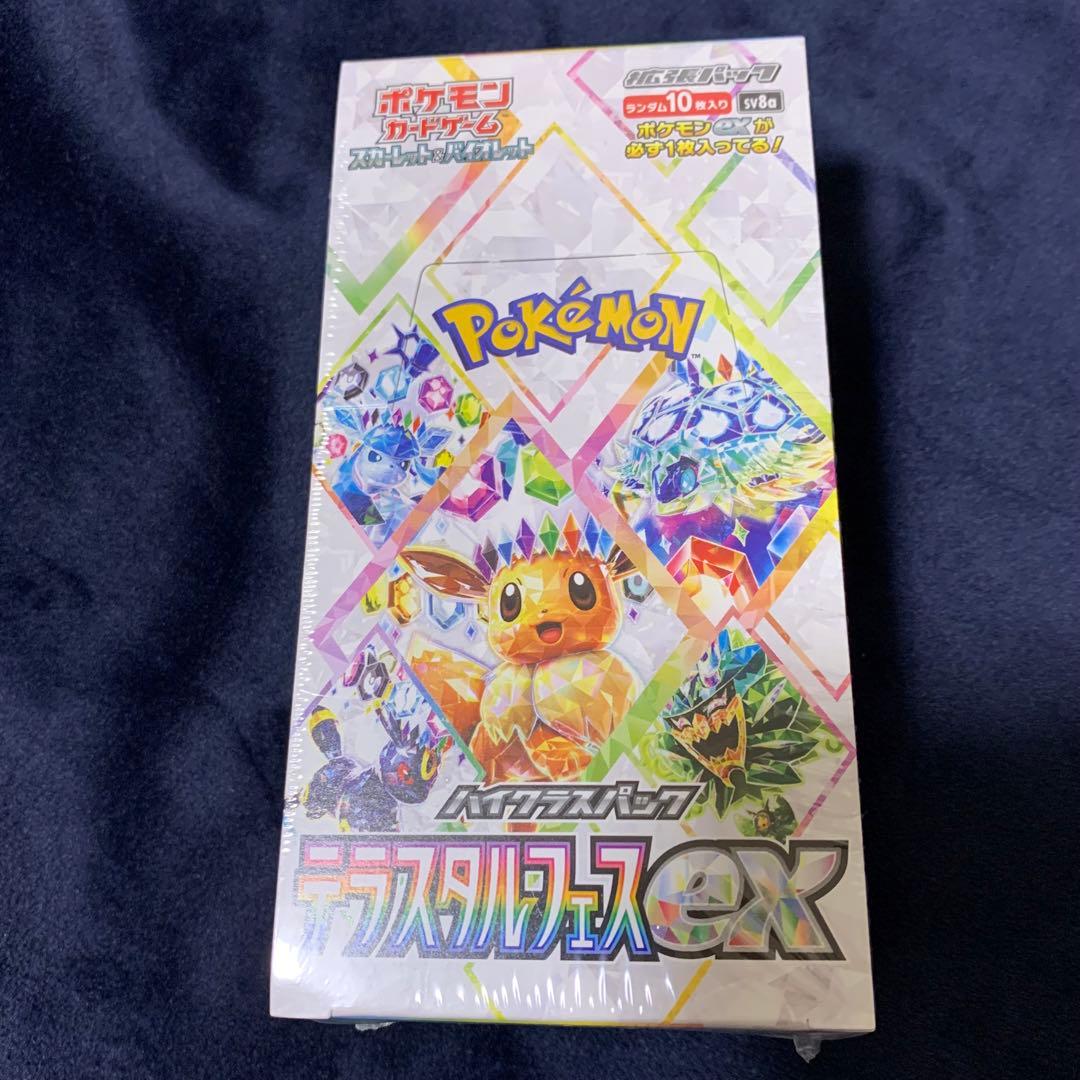 ポケモン
カードゲーム
スカーレット&バイオレット
拡張パック
ランダム10枚入り SV8a
ポケモンexが
必ず1枚入ってる!
POKéMON
TM
ハイクラスパック
テラスタルフェスex